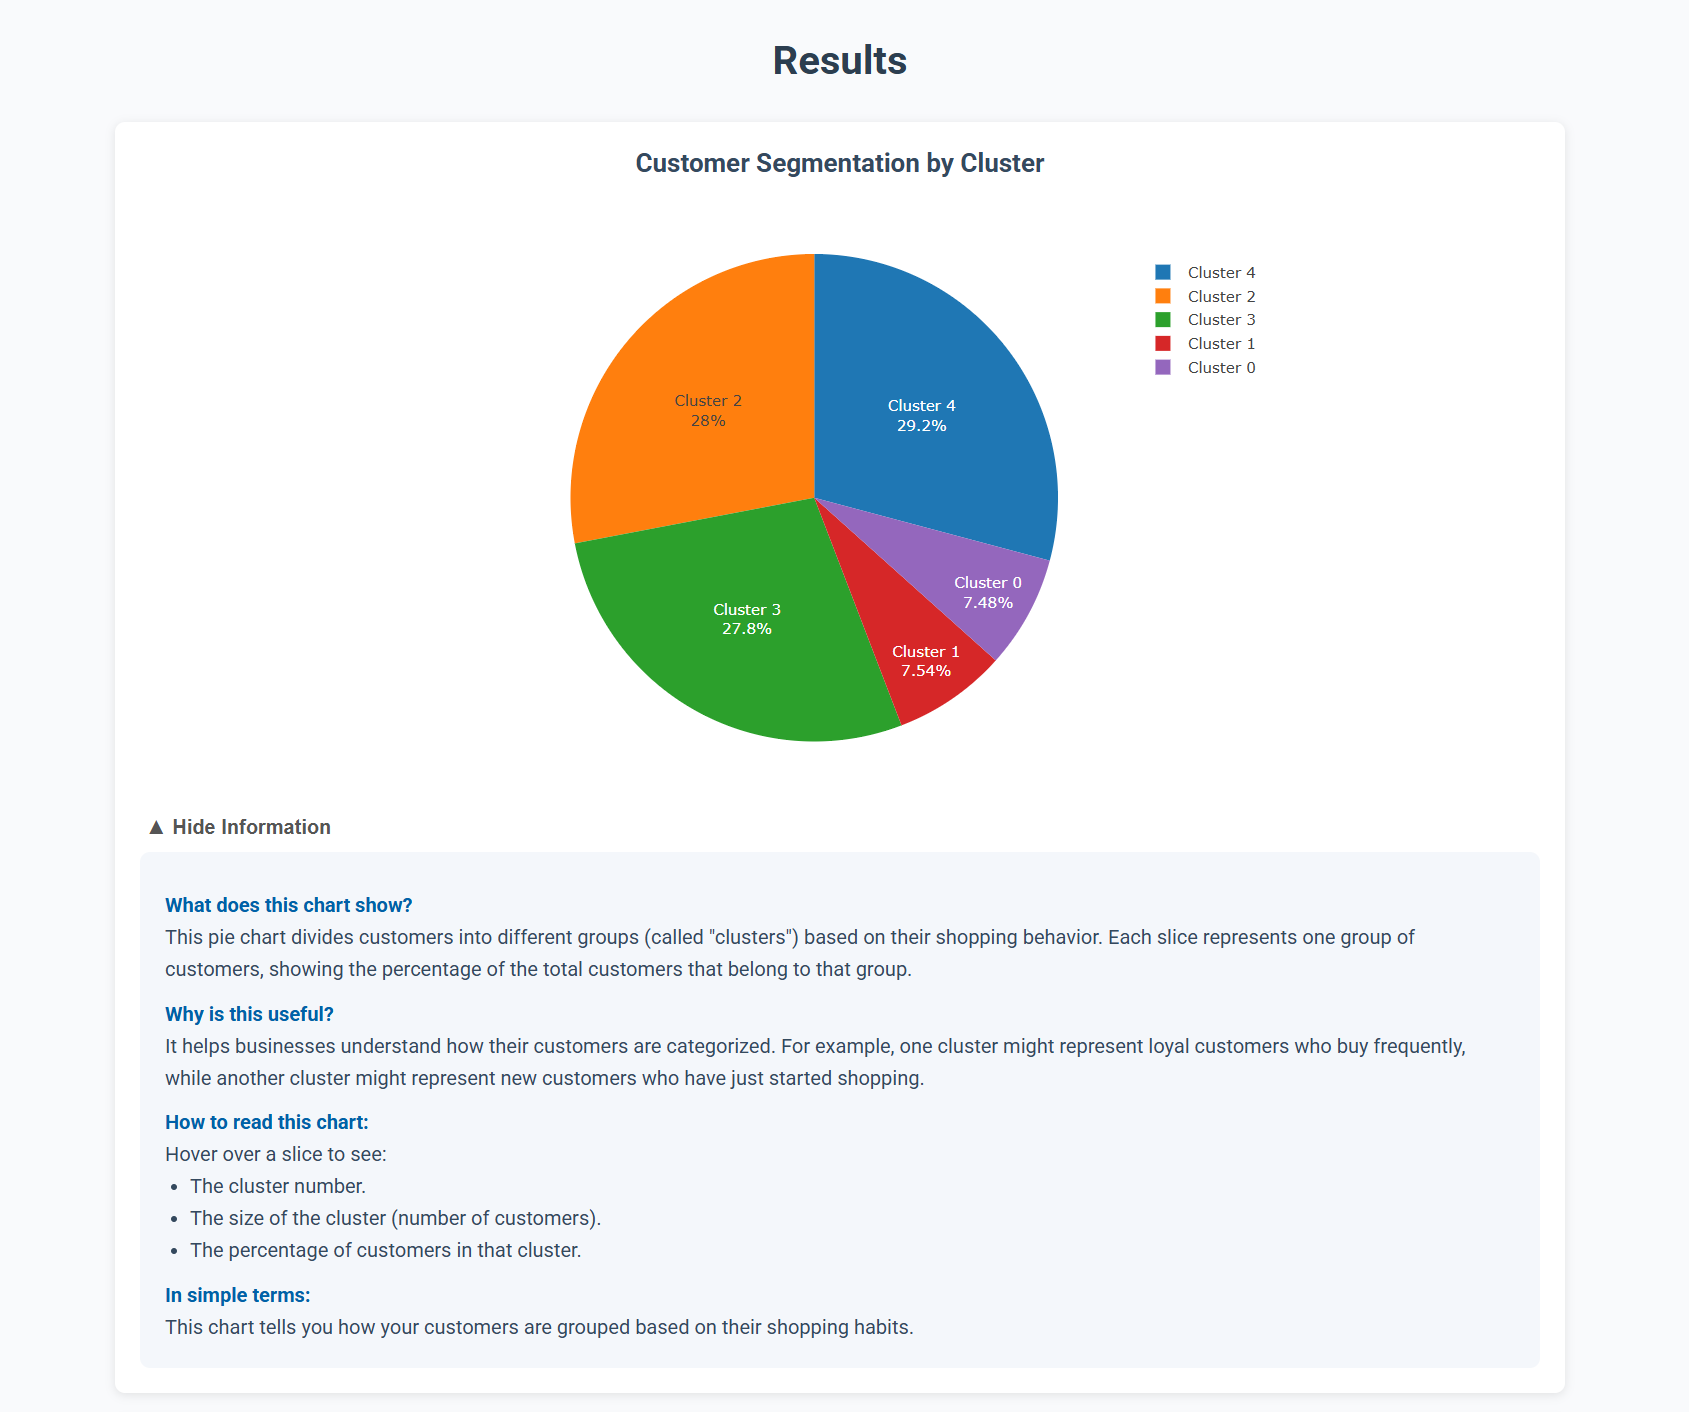 Results
Customer Segmentation by Cluster
Cluster 4
Cluster 2
Cluster 3
Cluster 1
Cluster 0
Cluster 2
28%
Cluster 4
29.2%
Cluster 0
7.48%
Cluster 3
27.8%
Cluster 1
7.54%
▲ Hide Information
What does this chart show?
This pie chart divides customers into different groups (called "clusters") based on their shopping behavior. Each slice represents one group of
customers, showing the percentage of the total customers that belong to that group.
Why is this useful?
It helps businesses understand how their customers are categorized. For example, one cluster might represent loyal customers who buy frequently,
while another cluster might represent new customers who have just started shopping.
How to read this chart:
Hover over a slice to see:
• The cluster number.
• The size of the cluster (number of customers).
• The percentage of customers in that cluster.
In simple terms:
This chart tells you how your customers are grouped based on their shopping habits.